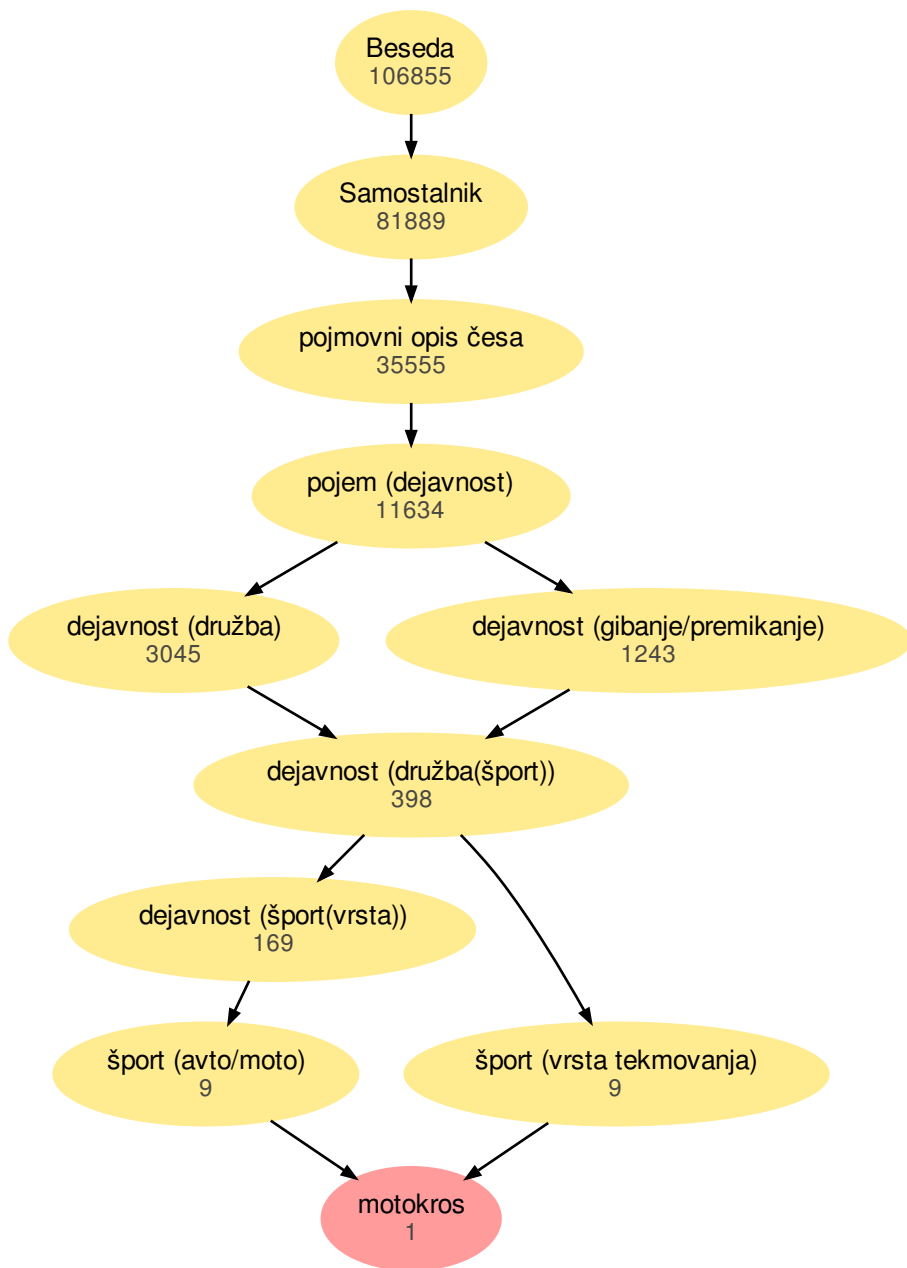 Beseda
106855
Samostalnik
81889
pojmovni opis česa
35555
pojem (dejavnost)
11634
dejavnost (družba)
3045
dejavnost (gibanje/premikanje)
1243
dejavnost (družba(šport))
398
dejavnost (šport(vrsta))
169
šport (avto/moto)
9
šport (vrsta tekmovanja)
9
motokros
1